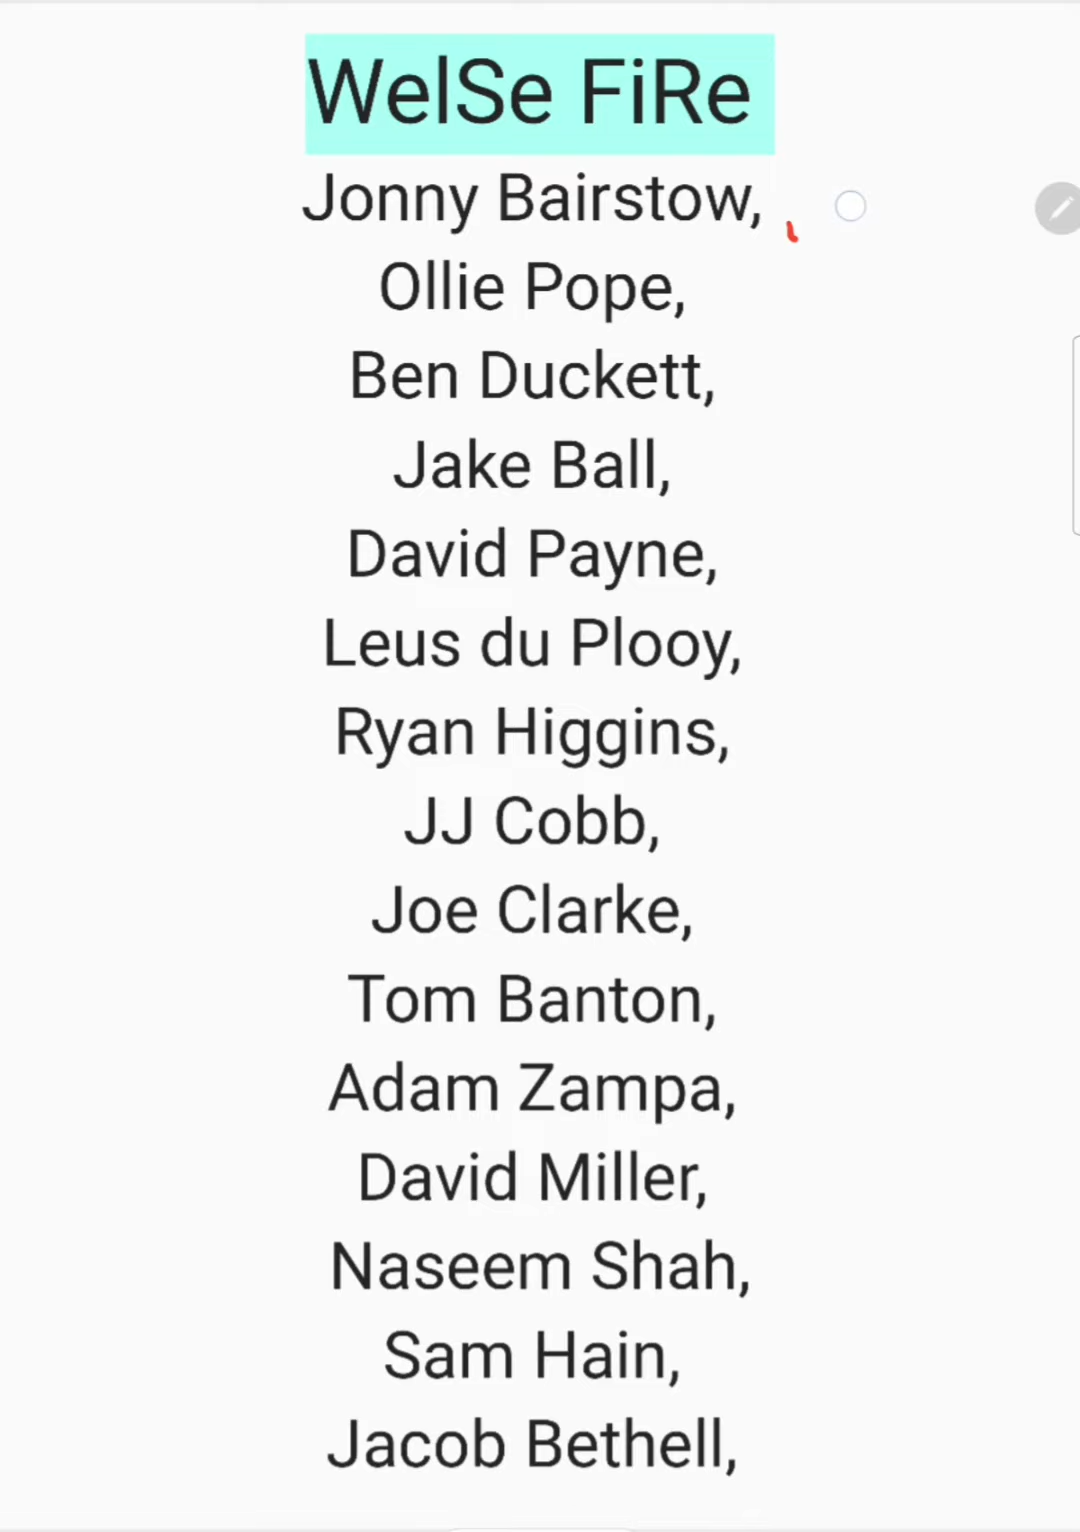 WelSe FiRe
Jonny Bairstow,
Ollie Pope,
Ben Duckett,
Jake Ball,
David Payne,
Leus du Plooy,
Ryan Higgins,
JJ Cobb,
Joe Clarke,
Tom Banton,
Adam Zampa,
David Miller,
Naseem Shah,
Sam Hain,
Jacob Bethell,